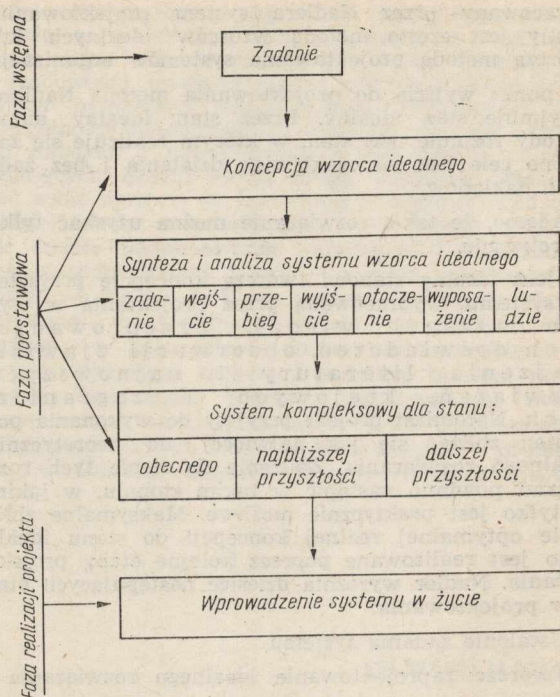 Faza wstępna
Zadanie
Koncepcja wzorca idealnego
Faza podstawowa
Synteza i analiza systemu wzorca idealnego
zada- wejś- prze- wyjś- otocze- wyposa- lu-
nie cie bieg cie nie żenie dzie
System kompleksowy dla stanu:
obecnego najbliższej dalszej
przyszłości przyszłości
Faza realizacji projektu
Wprowadzenie systemu w życie